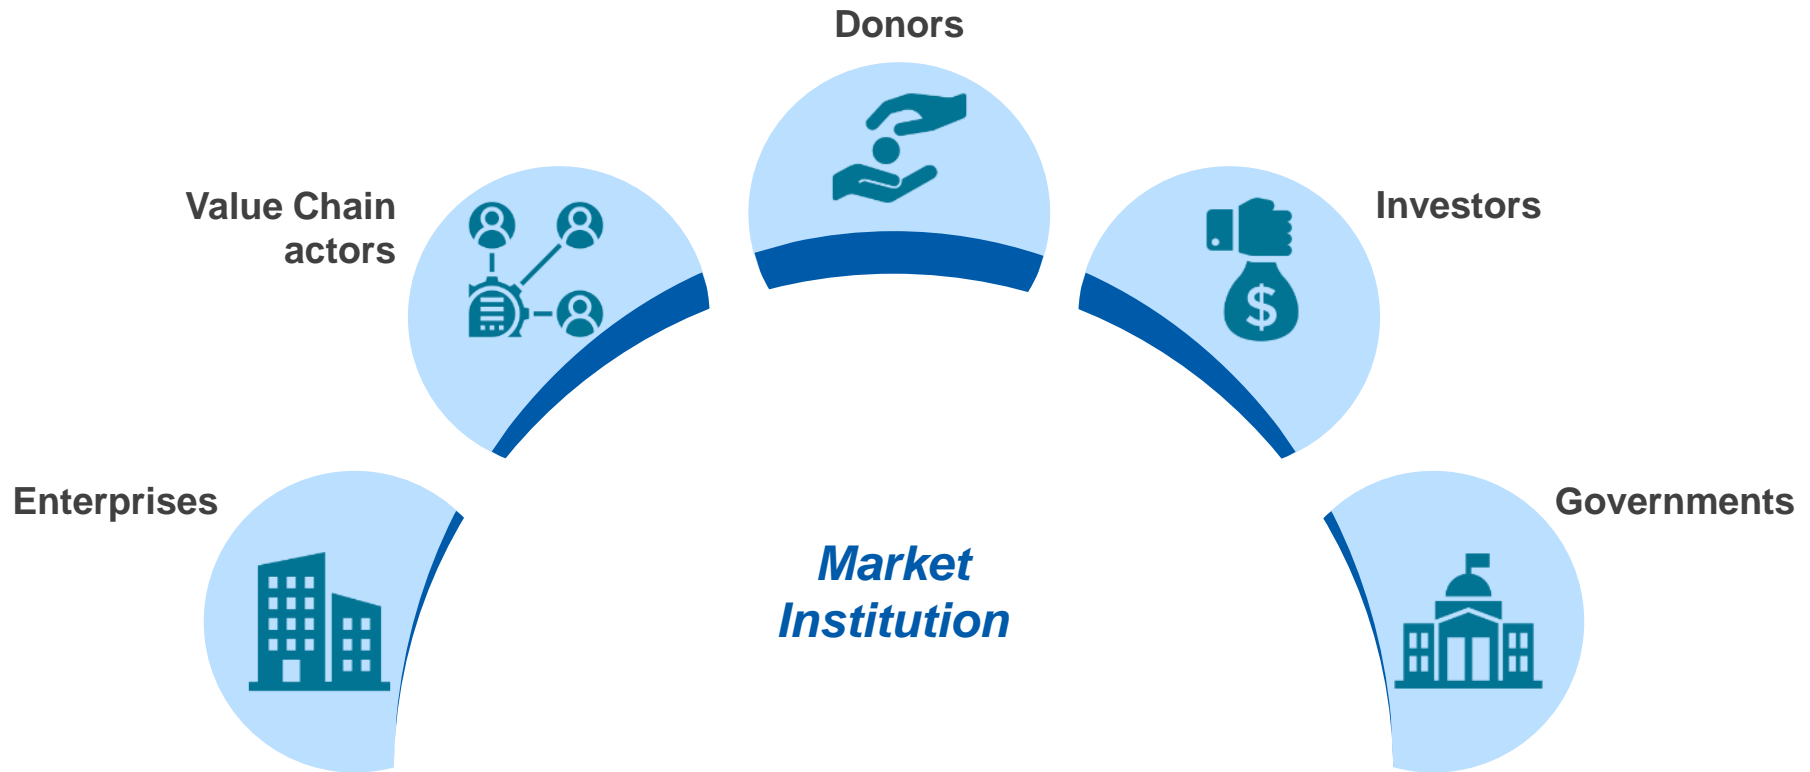 Donors
Value Chain
actors
Investors
Enterprises
Governments
Market
Institution
$